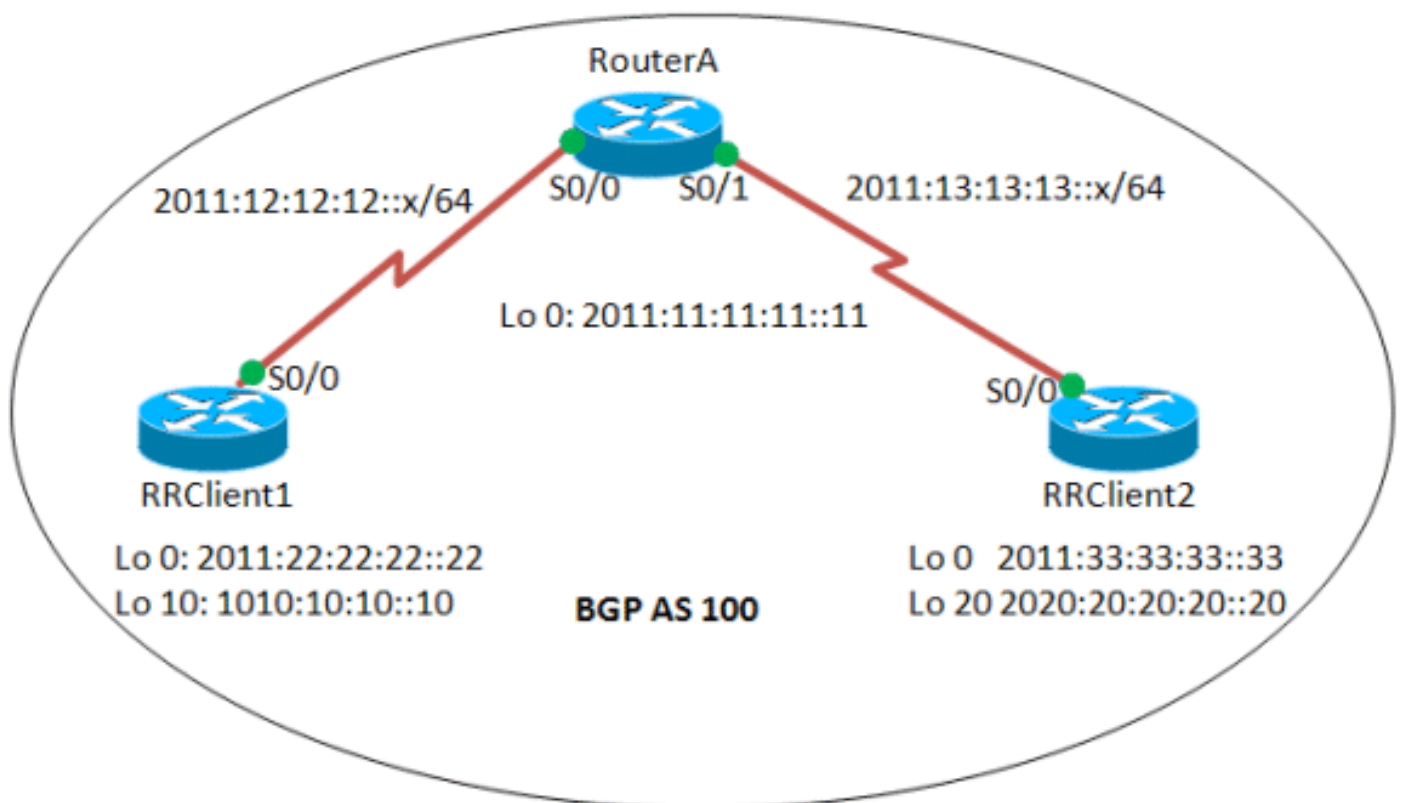 RouterA
S0/0
S0/1
2011:12:12:12::x/64
2011:13:13:13::x/64
Lo 0: 2011:11:11:11::11
S0/0
S0/0
RRClient1
RRClient2
Lo 0: 2011:22:22:22::22
Lo 10: 1010:10:10::10
Lo 0 2011:33:33:33::33
Lo 20 2020:20:20:20::20
BGP AS 100